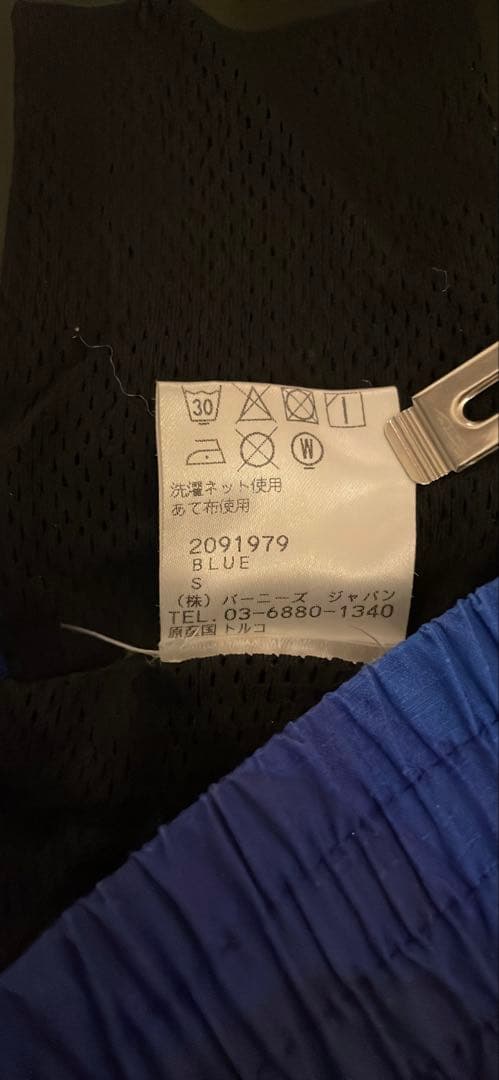 30
W
洗濯ネット使用
あて布使用
2091979
BLUE
S
(株) バーニーズ ジャパン
TEL. 03-6880-1340
原産国 トルコ